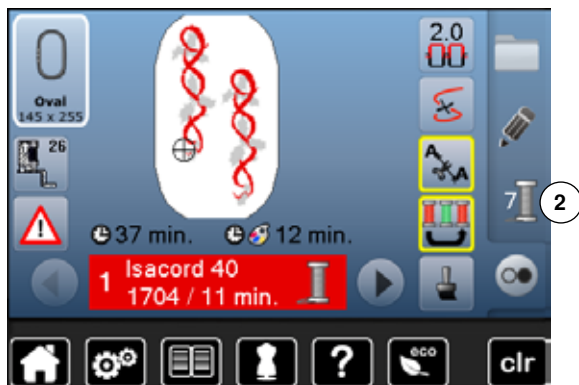 Oval
145 x 255
2.0
26
A A
7
2
37 min.
12 min.
1
Isacord 40
1704 / 11 min.
?
eco
clr